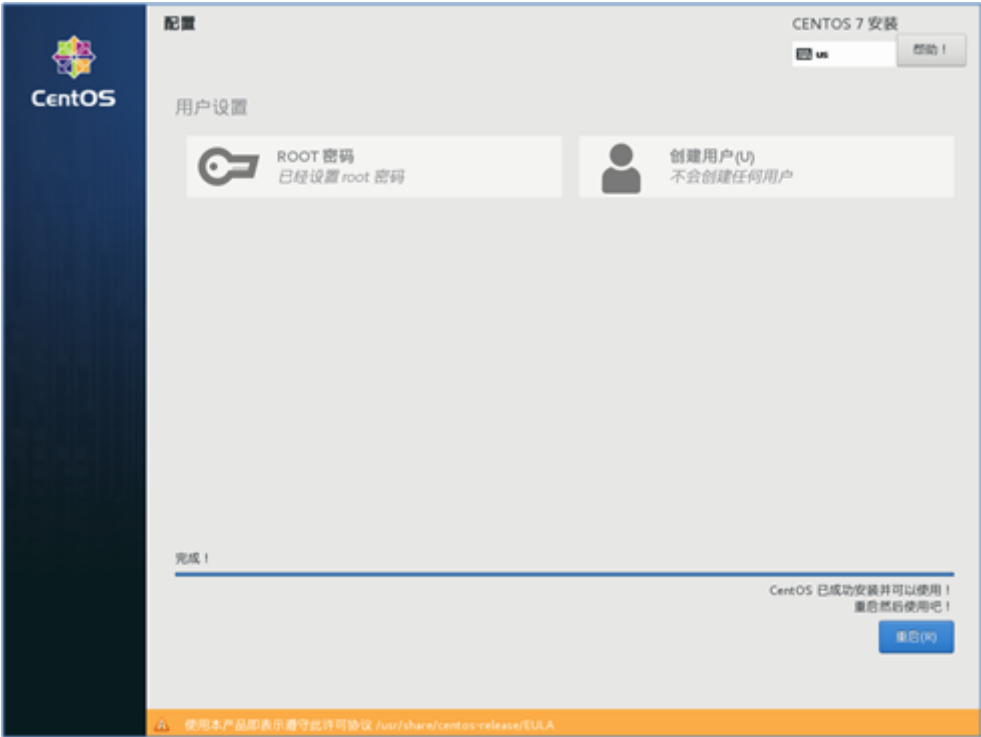 配置
CENTOS 7 安装
us
帮助！
CentOS
用户设置
ROOT 密码
已经设置 root 密码
创建用户(U)
不会创建任何用户
完成！
CentOS 已成功安装并可以使用！
重启然后使用吧！
重启(R)
使用本产品即表示遵守此许可协议 /usr/share/centos-release/EULA